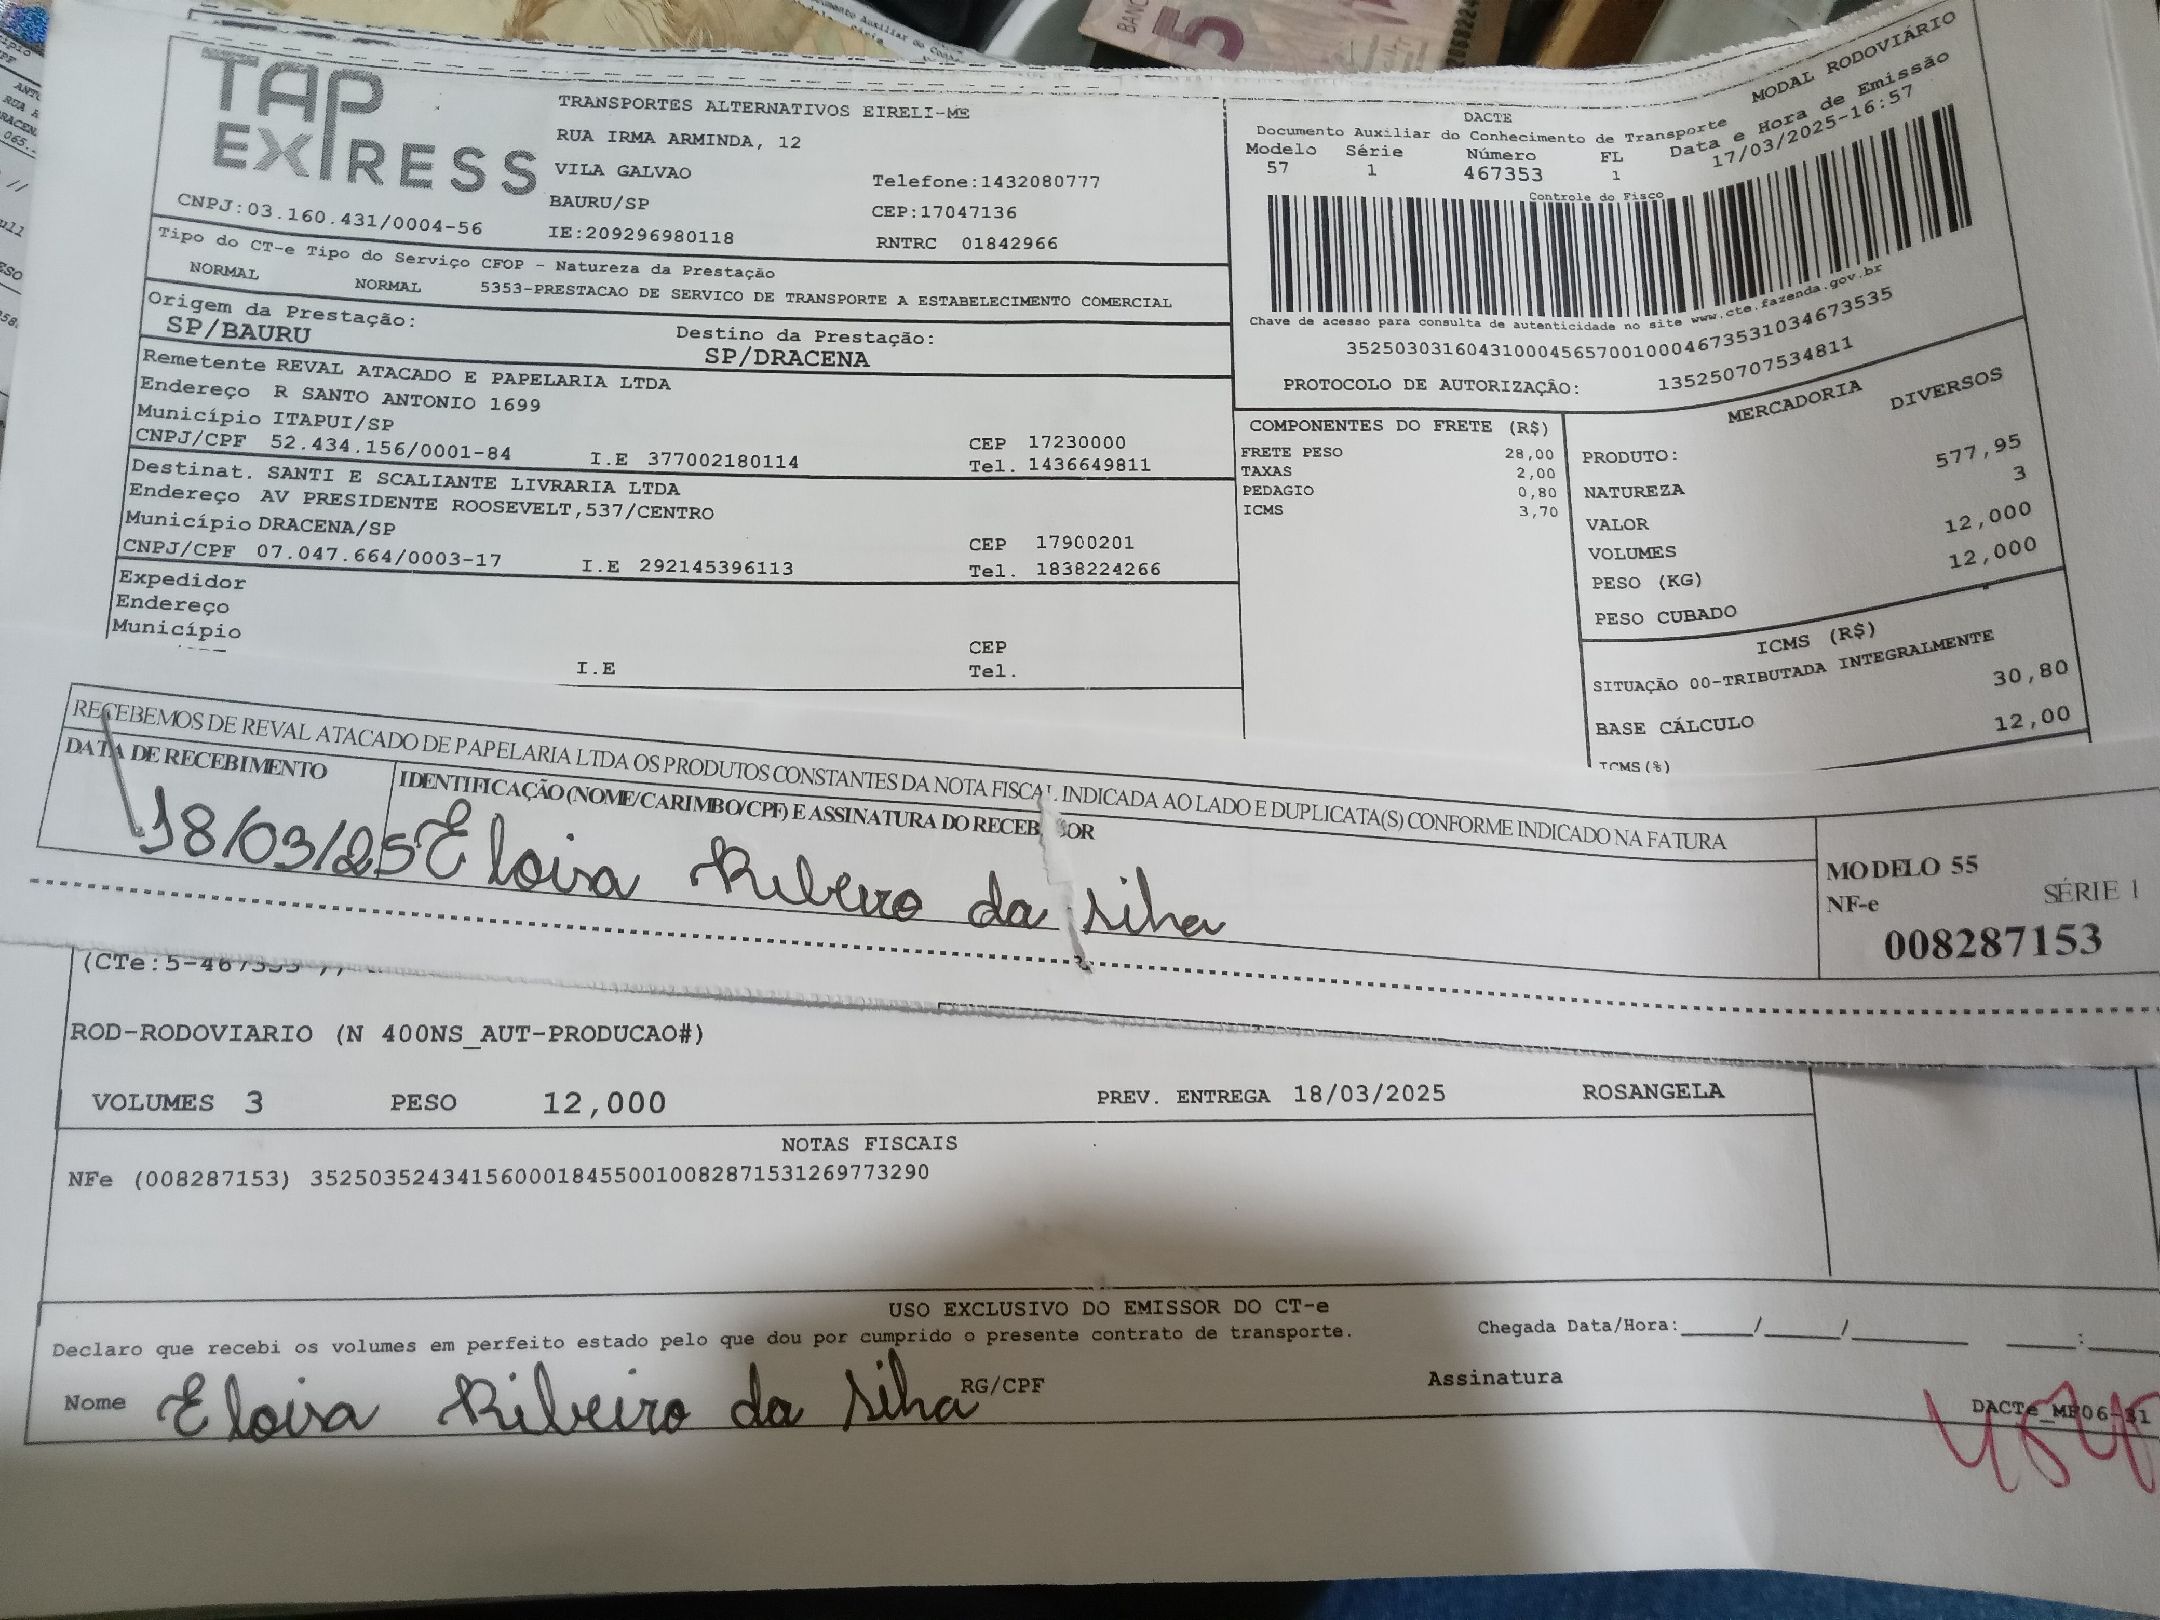 TAP
EXPRESS
TRANSPORTES ALTERNATIVOS EIRELI-ME
RUA IRMA ARMINDA, 12
VILA GALVAO
Telefone:1432080777
BAURU/SP
CEP:17047136
CNPJ:03.160.431/0004-56
IE:209296980118
RNTRC 01842966
Tipo do CT-e Tipo do Serviço CFOP - Natureza da Prestação
NORMAL NORMAL 5353-PRESTACAO DE SERVICO DE TRANSPORTE A ESTABELECIMENTO COMERCIAL
Origem da Prestação:
SP/BAURU
Destino da Prestação:
SP/DRACENA
Remetente REVAL ATACADO E PAPELARIA LTDA
Endereço R SANTO ANTONIO 1699
Município ITAPUI/SP
CEP 17230000
CNPJ/CPF 52.434.156/0001-84 I.E 377002180114 Tel. 1436649811
Destinat. SANTI E SCALIANTE LIVRARIA LTDA
Endereço AV PRESIDENTE ROOSEVELT,537/CENTRO
Município DRACENA/SP
CEP 17900201
CNPJ/CPF 07.047.664/0003-17 I.E 292145396113 Tel. 1838224266
Expedidor
Endereço
Município
CEP
I.E Tel.
DACTE
MODAL RODOVIÁRIO
Documento Auxiliar do Conhecimento de Transporte
Modelo Série Número FL Data e Hora de Emissão
57 1 467353 1 17/03/2025-16:57
Controle do Fisco
Chave de acesso para consulta de autenticidade no site www.cte.fazenda.gov.br
35250303160431000456570010004673531034673535
PROTOCOLO DE AUTORIZAÇÃO: 135250707534811
COMPONENTES DO FRETE (R$)
FRETE PESO 28,00
TAXAS 2,00
PEDAGIO 0,80
ICMS 3,70
MERCADORIA
PRODUTO: DIVERSOS
NATUREZA
VALOR 577,95
VOLUMES 3
PESO (KG) 12,000
PESO CUBADO 12,000
ICMS (R$)
SITUAÇÃO 00-TRIBUTADA INTEGRALMENTE
BASE CÁLCULO 30,80
ICMS(%) 12,00
RECEBEMOS DE REVAL ATACADO DE PAPELARIA LTDA OS PRODUTOS CONSTANTES DA NOTA FISCAL INDICADA AO LADO E DUPLICATA(S) CONFORME INDICADO NA FATURA
DATA DE RECEBIMENTO
IDENTIFICAÇÃO (NOME/CARIMBO/CPF) E ASSINATURA DO RECEBEDOR
18/03/25 Eloisa Ribeiro da Silva
MODELO 55
NF-e SÉRIE 1
008287153
(CTe:5-467353
ROD-RODOVIARIO (N 400NS_AUT-PRODUCAO#)
VOLUMES 3 PESO 12,000 PREV. ENTREGA 18/03/2025 ROSANGELA
NOTAS FISCAIS
NFe (008287153) 35250352434156000184550010082871531269773290
USO EXCLUSIVO DO EMISSOR DO CT-e
Declaro que recebi os volumes em perfeito estado pelo que dou por cumprido o presente contrato de transporte.
Chegada Data/Hora:
Nome Eloisa Ribeiro da Silva RG/CPF Assinatura
DACTe_MF06-31